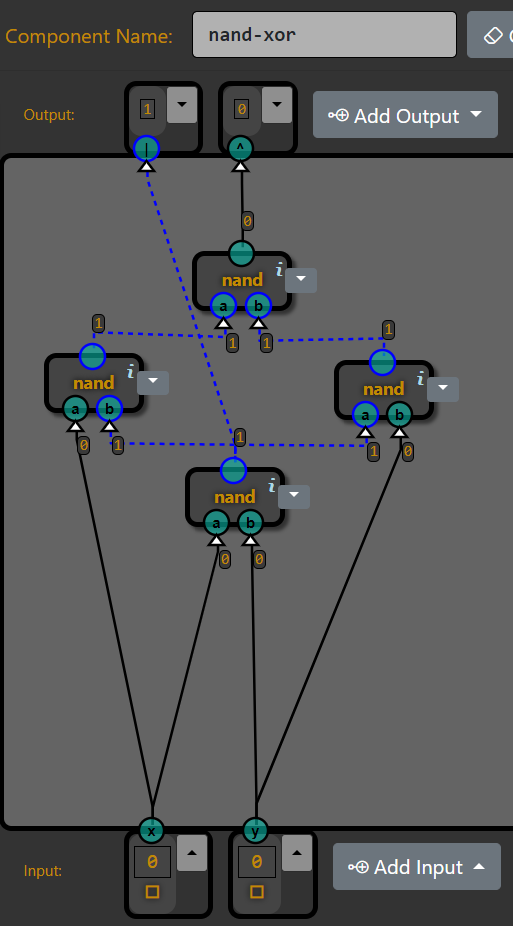 Component Name: nand-xor
Output: 1 0 Add Output
| ^
0
i
nand
a b
1 1 1 1
i i
nand nand
a b a b
0 1 1 1 0
i
nand
a b
0 0
x y
Input: 0 0 Add Input